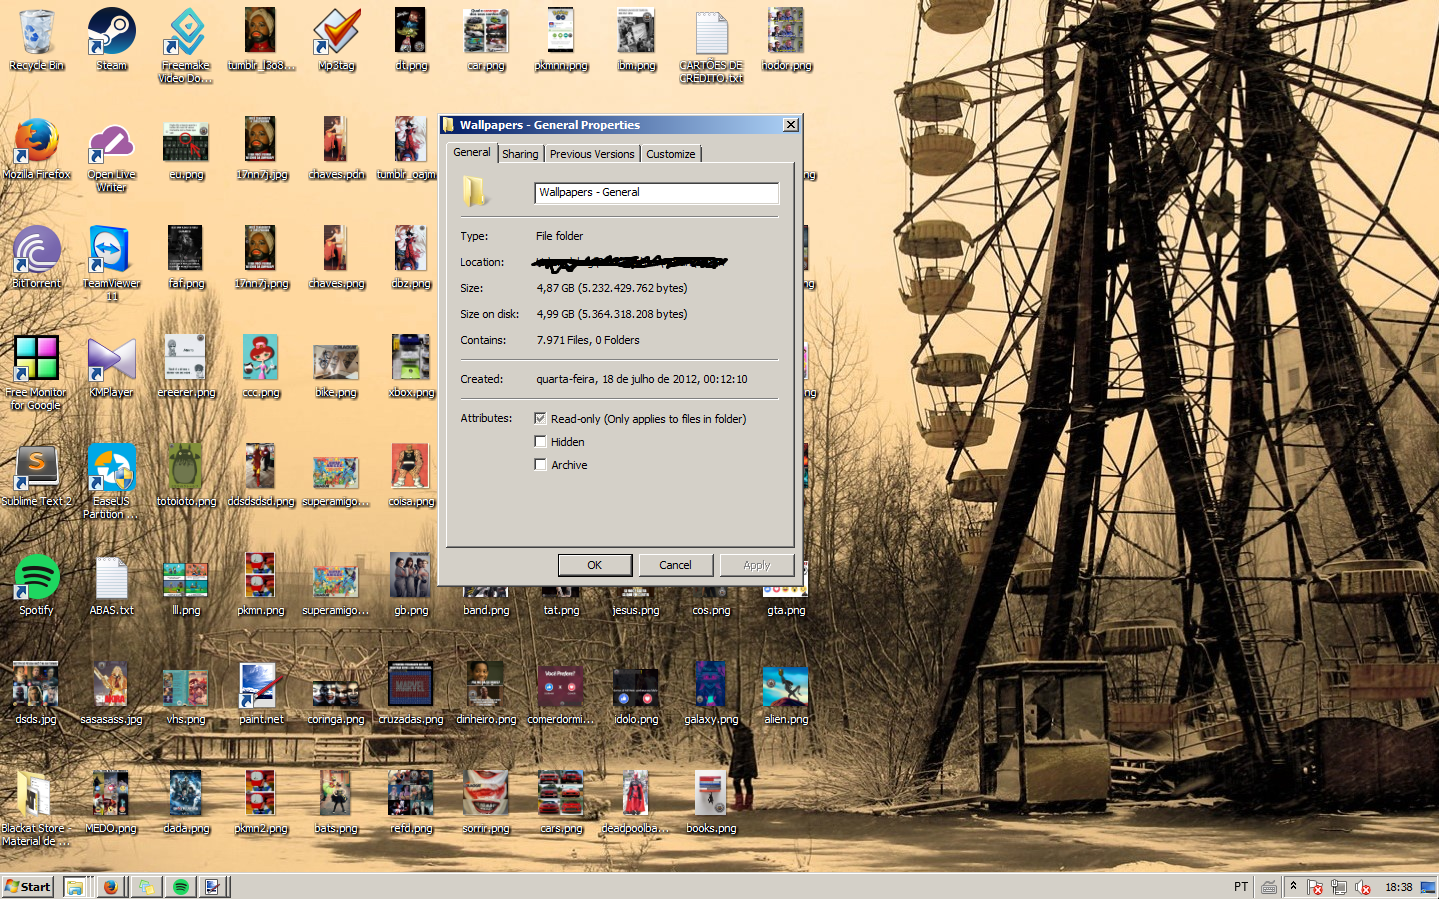 Recycle Bin
Steam
Freemake
Video Do...
tumblr_l3o8...
Mp3tag
dt.png
car.png
pkmnn.png
ibm.png
CARTÕES DE
CRÉDITO.txt
hodor.png
Mozilla Firefox
Open Live
Writer
eu.png
17nn7j.jpg
chaves.pdn
tumblr_oajm
BitTorrent
TeamViewer
11
faf.png
17nn7j.png
chaves.png
dbz.png
Free Monitor
for Google
KMPlayer
ereerer.png
ccc.png
bike.png
xbox.png
Sublime Text 2
EaseUS
Partition ...
totoioto.png
ddsdsdsd.png
superamigo...
coisa.png
Spotify
ABAS.txt
lll.png
pkmn.png
superamigo...
gb.png
band.png
tat.png
jesus.png
cos.png
gta.png
dsds.jpg
sasasass.jpg
vhs.png
paint.net
coringa.png
cruzadas.png
dinheiro.png
comerdormi...
idolo.png
galaxy.png
alien.png
Blackat Store -
Material de ...
MEDO.png
dada.png
pkmn2.png
bats.png
refd.png
sorrir.png
cars.png
deadpoolba...
books.png
Wallpapers - General Properties
General
Sharing
Previous Versions
Customize
Wallpapers - General
Type: File folder
Location:
Size: 4,87 GB (5.232.429.762 bytes)
Size on disk: 4,99 GB (5.364.318.208 bytes)
Contains: 7.971 Files, 0 Folders
Created: quarta-feira, 18 de julho de 2012, 00:12:10
Attributes: Read-only (Only applies to files in folder)
Hidden
Archive
OK
Cancel
Apply
Start
PT
18:38